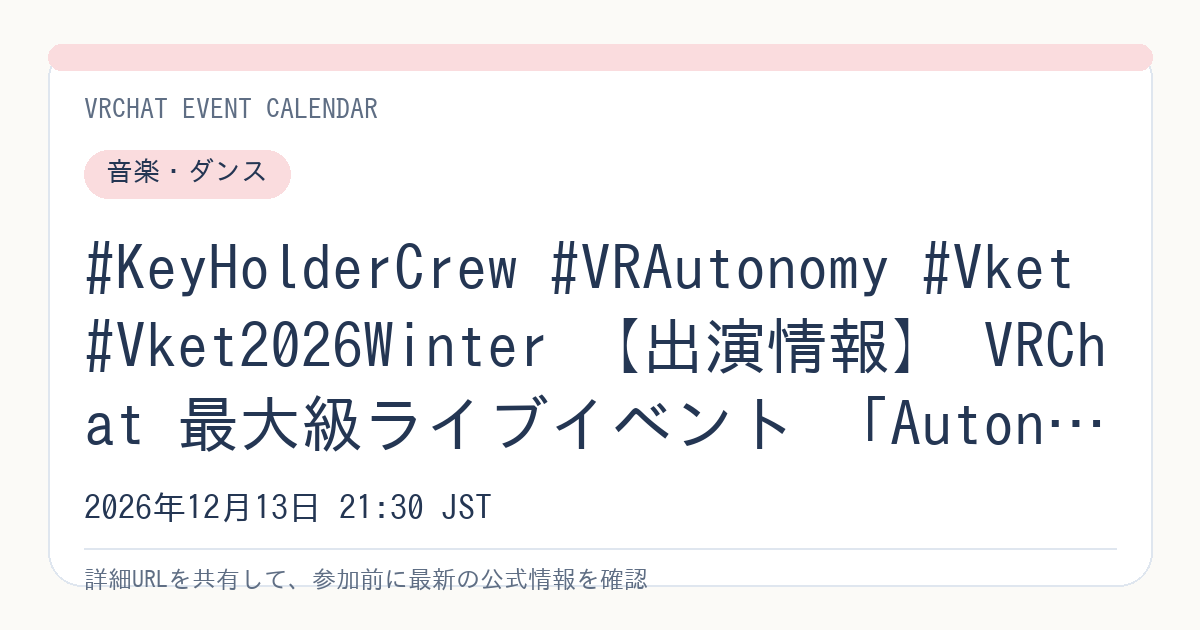 VRCHAT EVENT CALENDAR
音楽・ダンス
#KeyHolderCrew #VRAutonomy #Vket
#Vket2026Winter 【出演情報】 VRCh
at 最大級ライブイベント 「Auton…
2026年12月13日 21:30 JST
詳細URLを共有して、参加前に最新の公式情報を確認